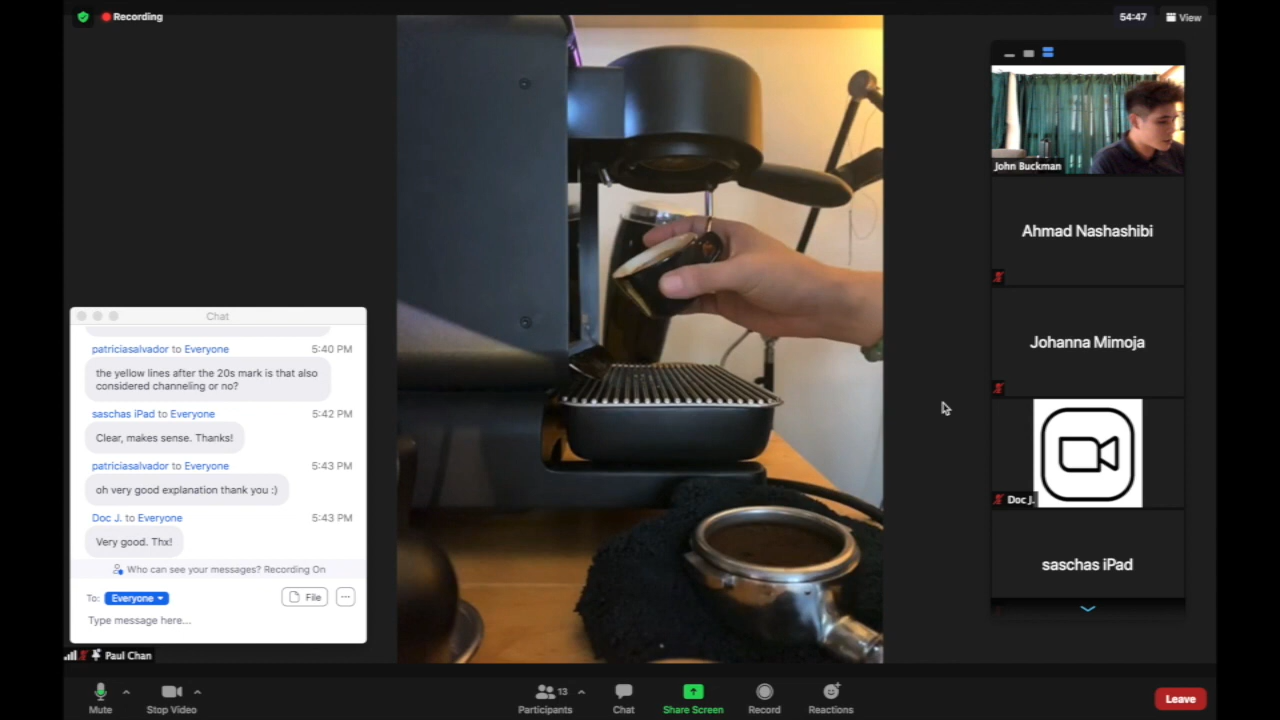 Recording
54:47
View
Chat
patriciasalvador to Everyone
5:40 PM
the yellow lines after the 20s mark is that also
considered channeling or no?
saschas iPad to Everyone
5:42 PM
Clear, makes sense. Thanks!
patriciasalvador to Everyone
5:43 PM
oh very good explanation thank you :)
Doc J. to Everyone
5:43 PM
Very good. Thx!
Who can see your messages? Recording On
To: Everyone
File
Type message here...
Paul Chan
John Buckman
Ahmad Nashashibi
Johanna Mimoja
Doc J.
saschas iPad
Mute
Stop Video
13
Participants
Chat
Share Screen
Record
Reactions
Leave